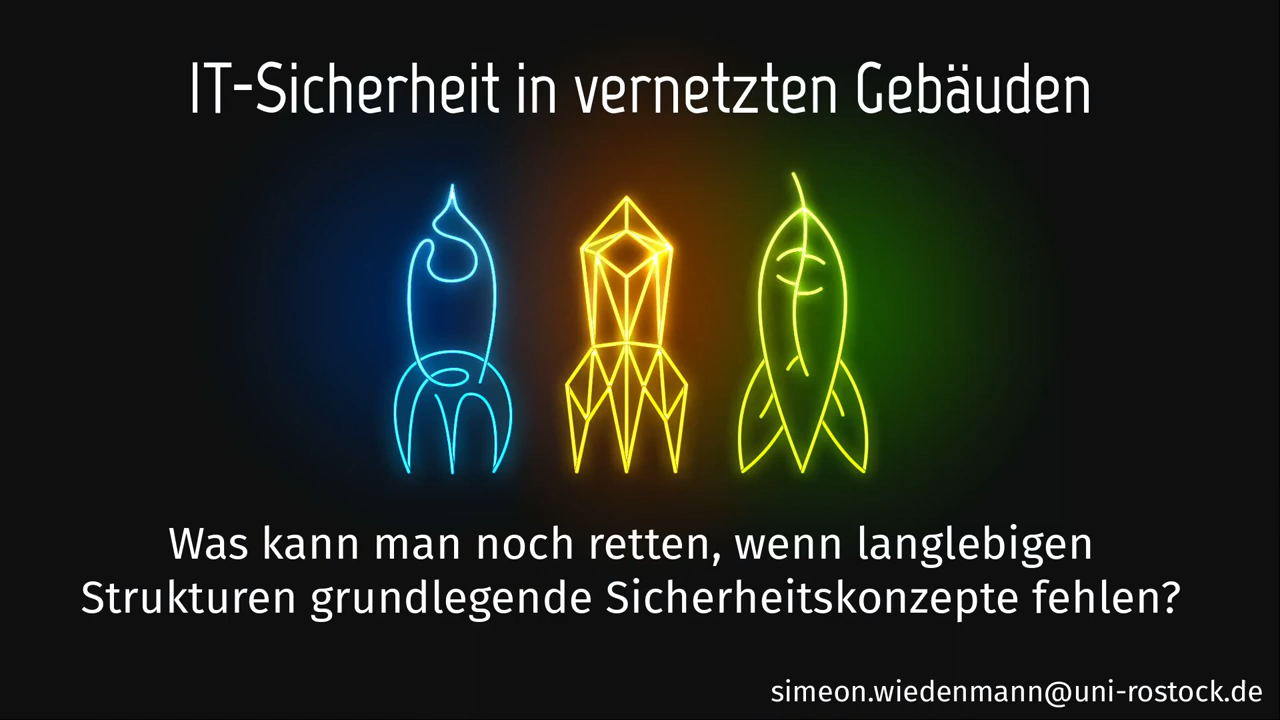 IT-Sicherheit in vernetzten Gebäuden
Was kann man noch retten, wenn langlebigen
Strukturen grundlegende Sicherheitskonzepte fehlen?
simeon.wiedenmann@uni-rostock.de